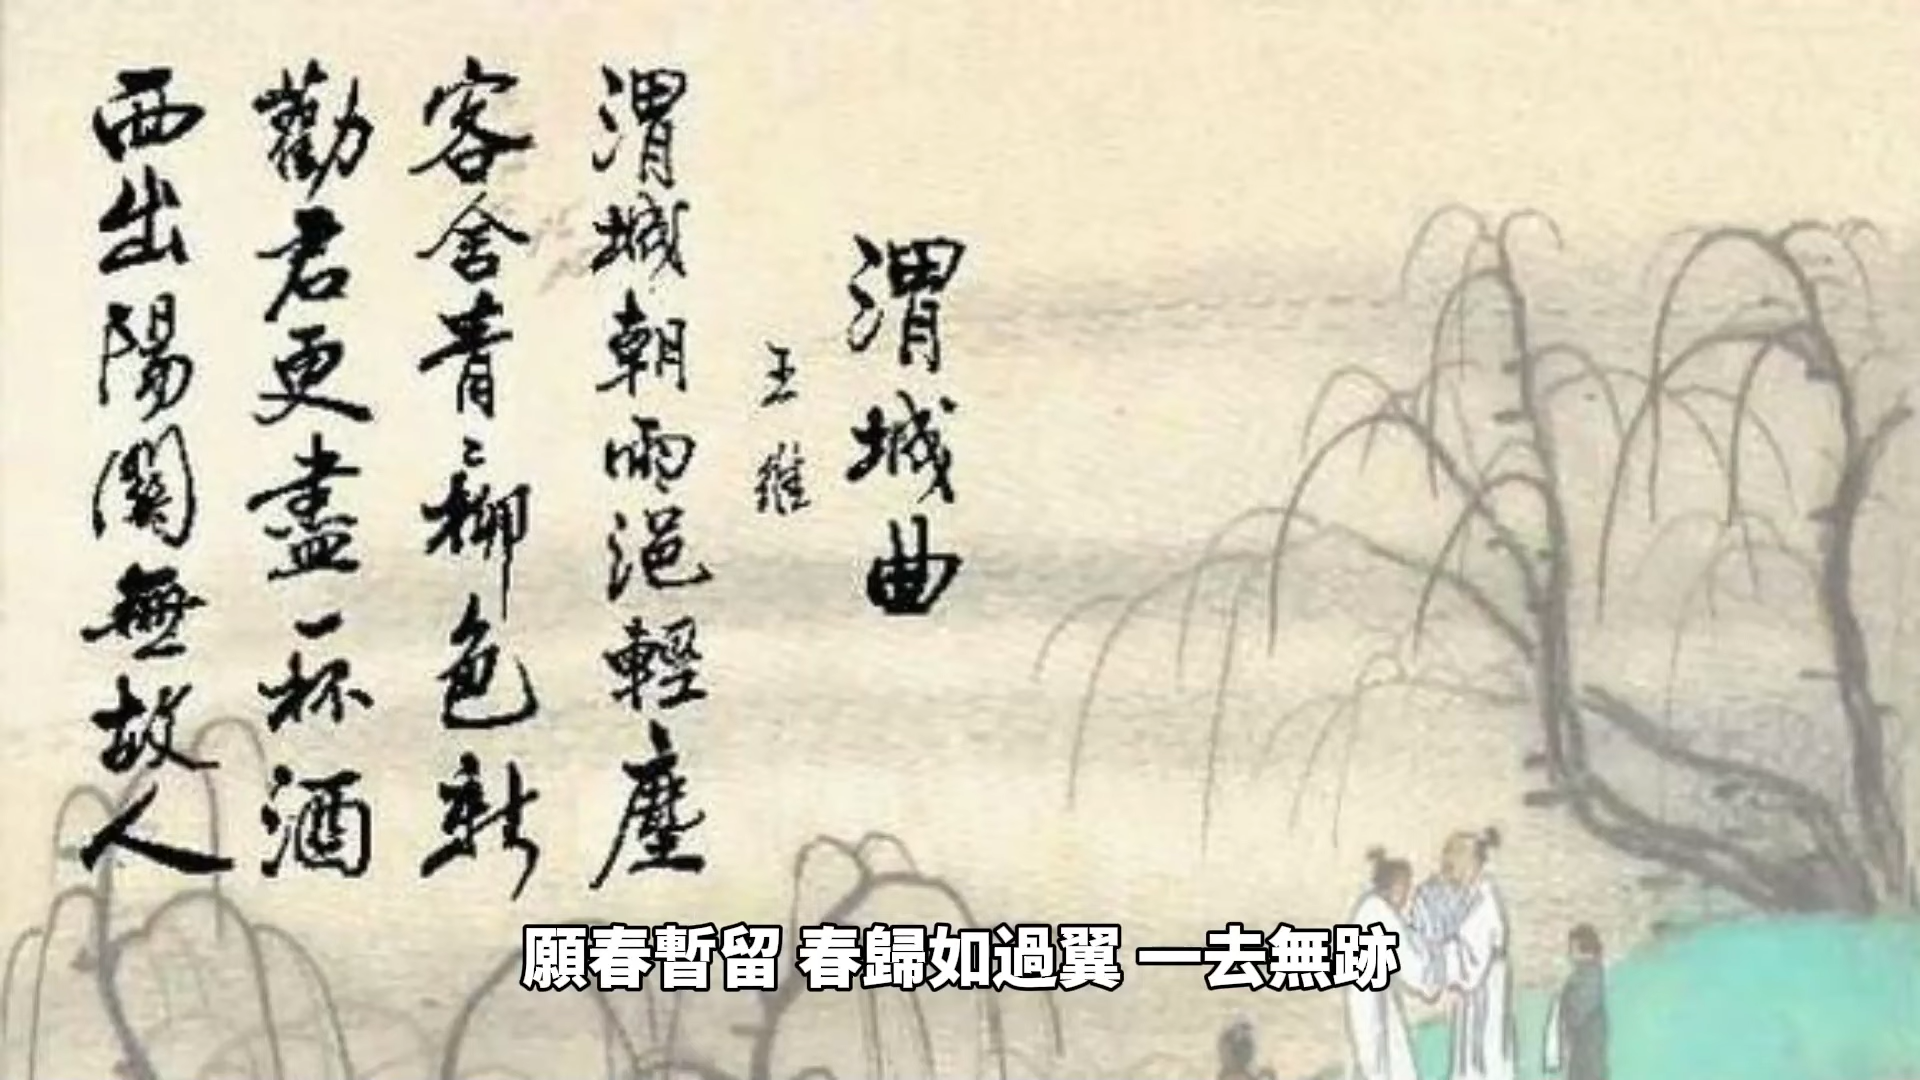 渭城曲
王維
渭城朝雨浥輕塵
客舍青〻柳色新
勸君更盡一杯酒
西出陽關無故人
願春暫留 春歸如過翼 一去無跡